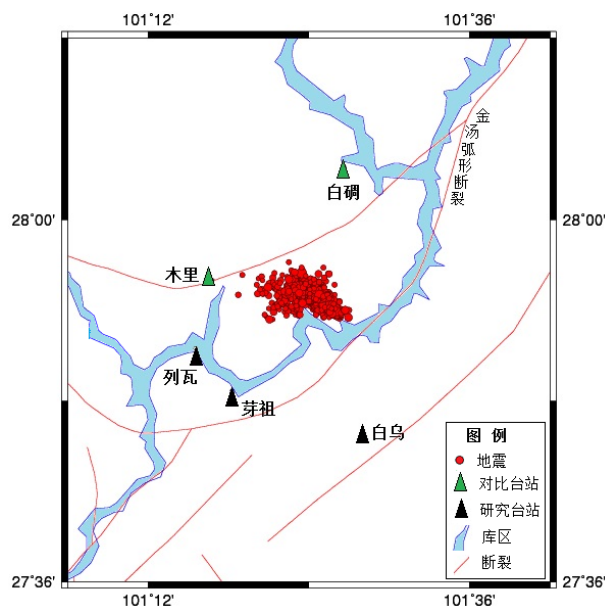 101°12' 101°36'
金汤弧形断裂
白碉
28°00' 28°00'
木里
列瓦
芽祖
白乌
图 例
地震
对比台站
研究台站
库区
断裂
27°36' 27°36'
101°12' 101°36'